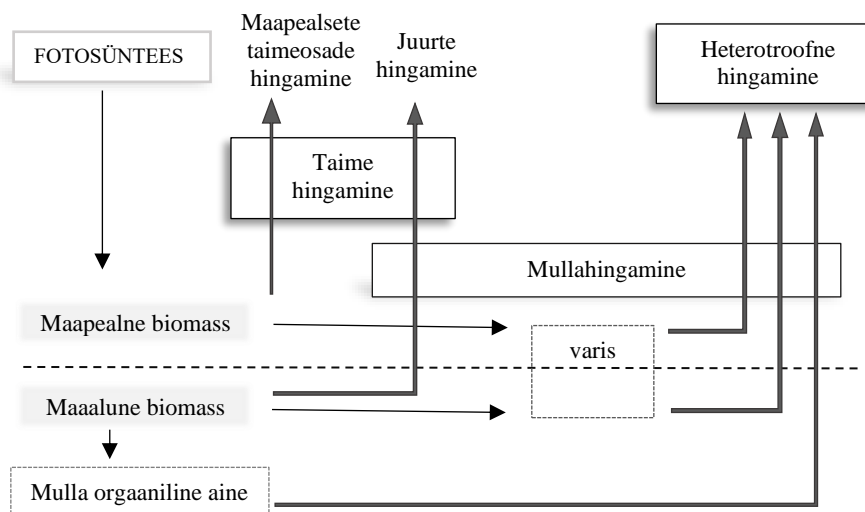 FOTOSÜNTEES
Maapealsete
taimeosade
hingamine
Juurte
hingamine
Heterotroofne
hingamine
Taime
hingamine
Mullahingamine
Maapealne biomass
varis
Maaalune biomass
Mulla orgaaniline aine